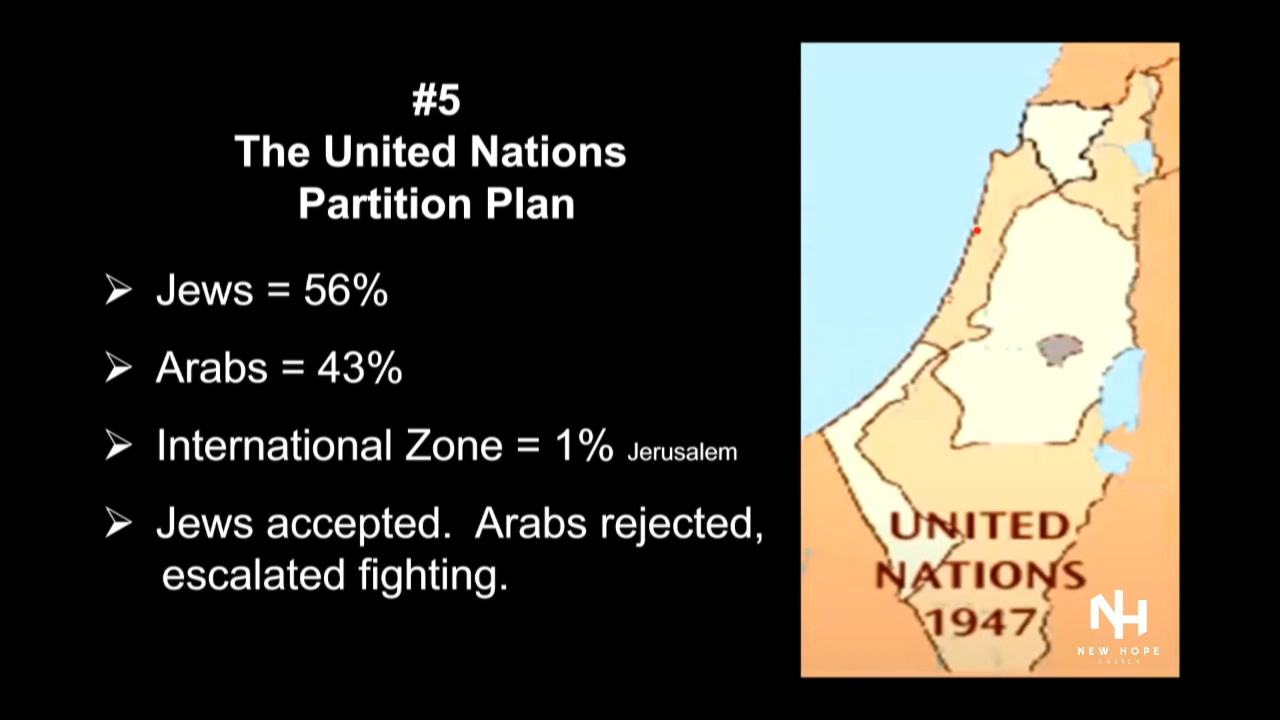 #5
The United Nations
Partition Plan
➢ Jews = 56%
➢ Arabs = 43%
➢ International Zone = 1% Jerusalem
➢ Jews accepted. Arabs rejected,
escalated fighting.
UNITED
NATIONS
1947
NH
NEW HOPE
CHURCH